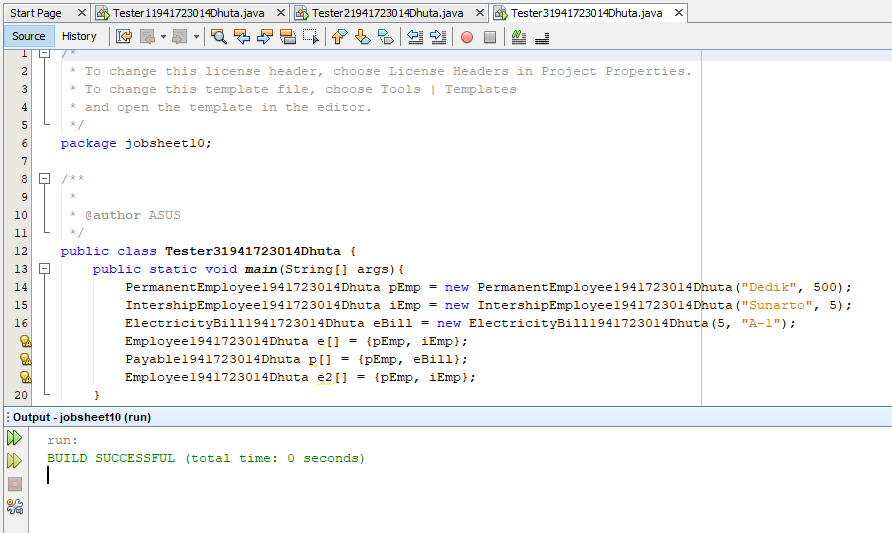 Start Page Tester11941723014Dhuta.java Tester21941723014Dhuta.java Tester31941723014Dhuta.java
Source History
1 /*
2 * To change this license header, choose License Headers in Project Properties.
3 * To change this template file, choose Tools | Templates
4 * and open the template in the editor.
5 */
6 package jobsheet10;
7
8 /**
9 *
10 * @author ASUS
11 */
12 public class Tester31941723014Dhuta {
13 public static void main(String[] args){
14 PermanentEmployee1941723014Dhuta pEmp = new PermanentEmployee1941723014Dhuta("Dedik", 500);
15 IntershipEmployee1941723014Dhuta iEmp = new IntershipEmployee1941723014Dhuta("Sunarto", 5);
16 ElectricityBill1941723014Dhuta eBill = new ElectricityBill1941723014Dhuta(5, "A-1");
Employee1941723014Dhuta e[] = {pEmp, iEmp};
Payable1941723014Dhuta p[] = {pEmp, eBill};
Employee1941723014Dhuta e2[] = {pEmp, iEmp};
20 }
Output - jobsheet10 (run)
run:
BUILD SUCCESSFUL (total time: 0 seconds)